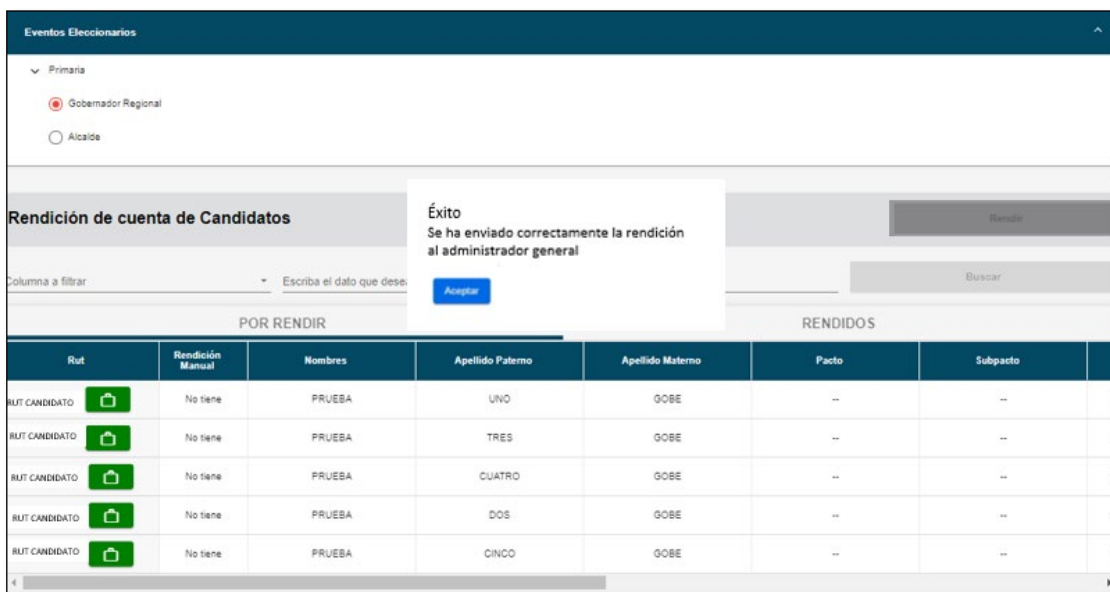 Eventos Eleccionarios
Primaria
Gobernador Regional
Alcalde
Rendición de cuenta de Candidatos
Rendir
Éxito
Se ha enviado correctamente la rendición
al administrador general
Aceptar
Columna a filtrar
Escriba el dato que dese
Buscar
POR RENDIR RENDIDOS
Rut Rendición Manual Nombres Apellido Paterno Apellido Materno Pacto Subpacto
RUT CANDIDATO No tiene PRUEBA UNO GOBE -- --
RUT CANDIDATO No tiene PRUEBA TRES GOBE -- --
RUT CANDIDATO No tiene PRUEBA CUATRO GOBE -- --
RUT CANDIDATO No tiene PRUEBA DOS GOBE -- --
RUT CANDIDATO No tiene PRUEBA CINCO GOBE -- --